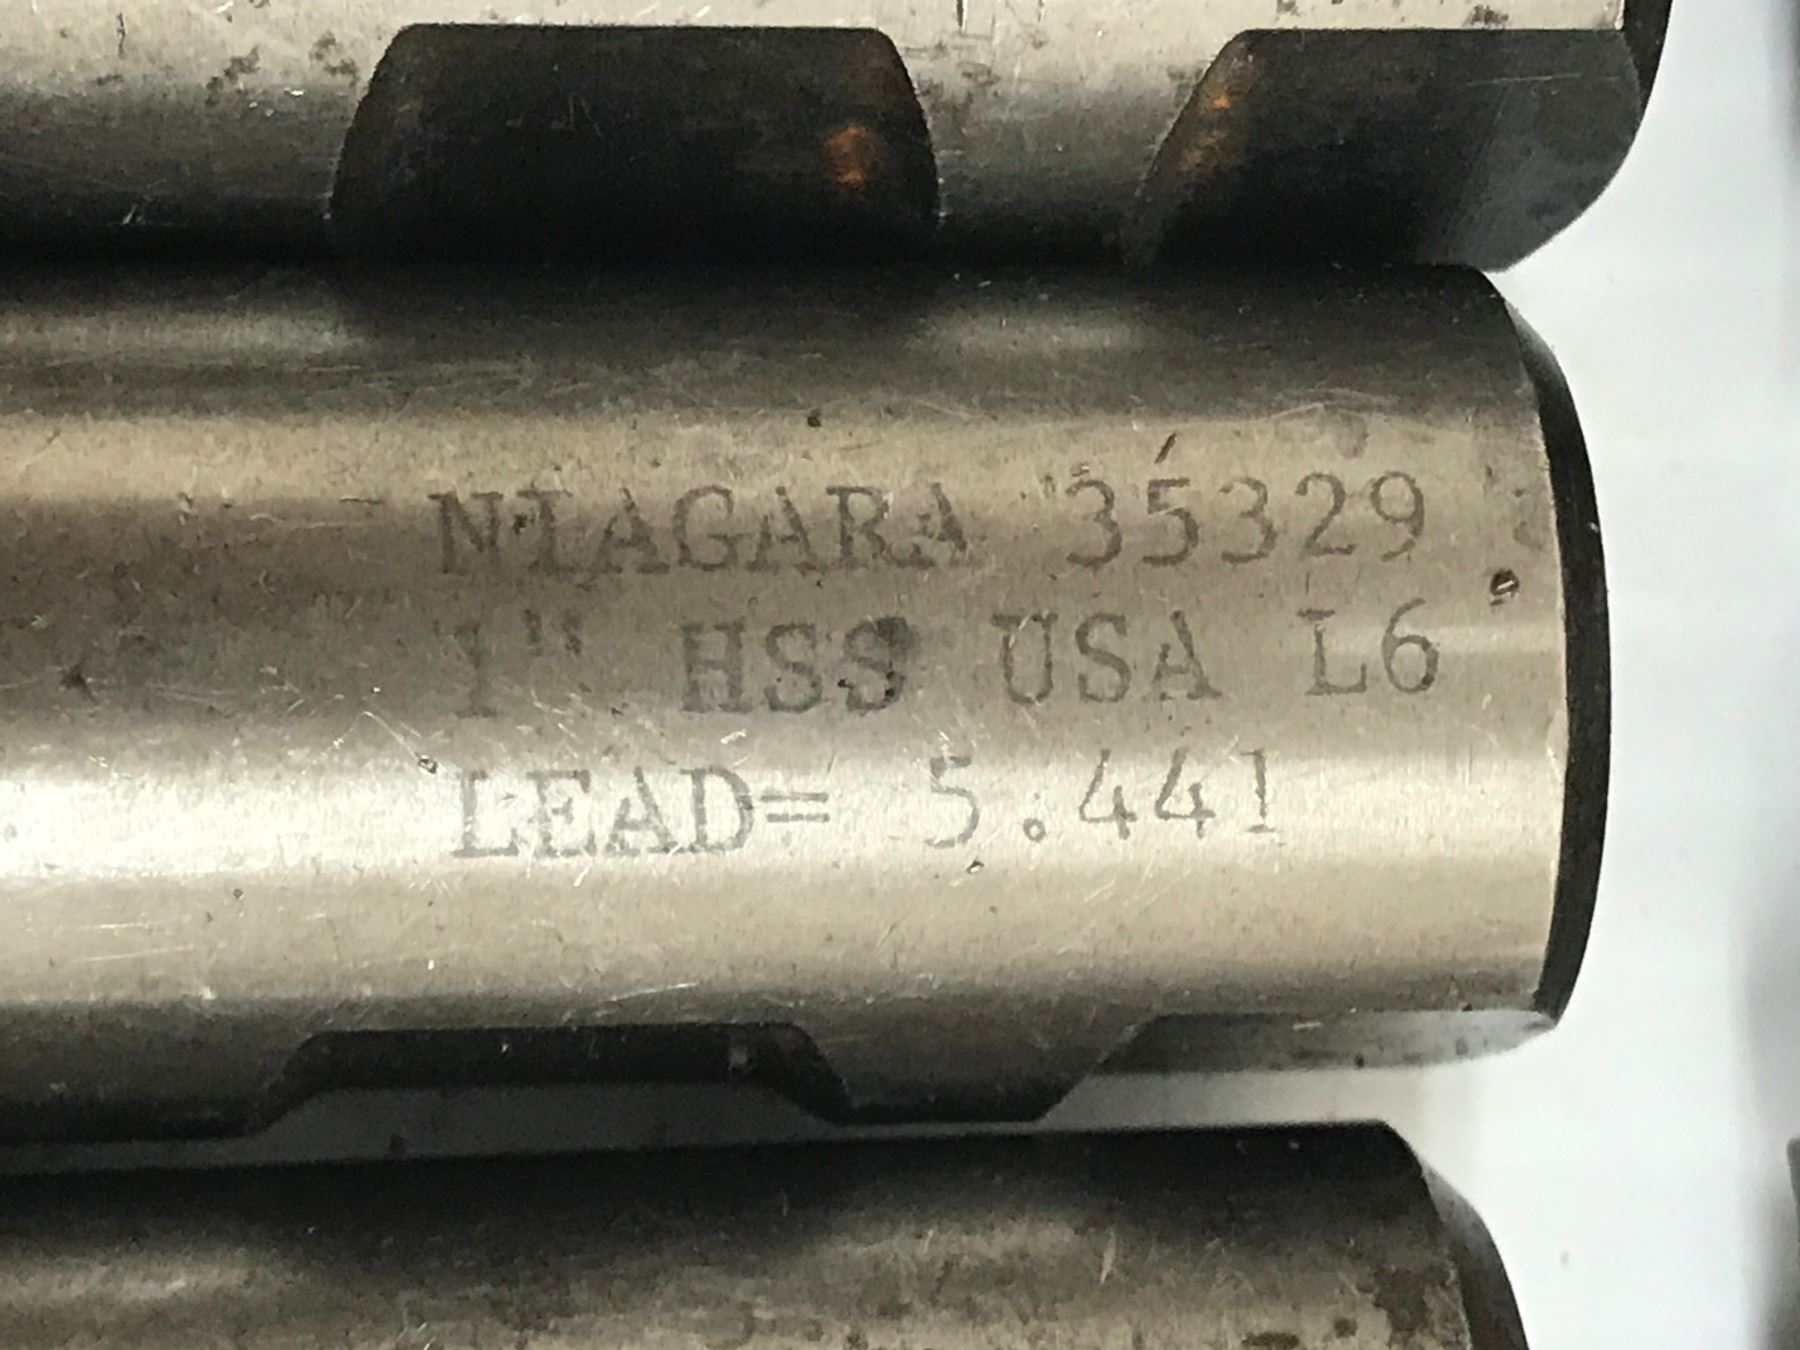 NIAGARA 35329
1" HSS USA L6
LEAD= 5.441